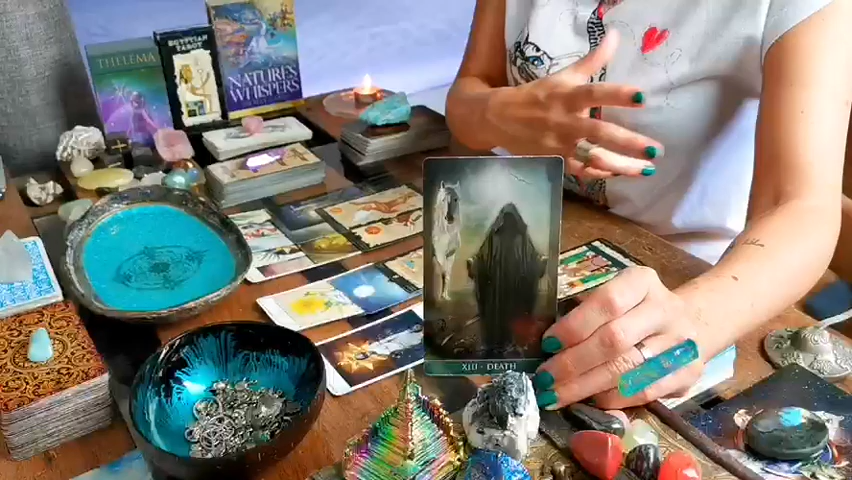 THELEMA
EGYPTIAN
TAROT
NATURE'S
WHISPERS
XIII - DEATH